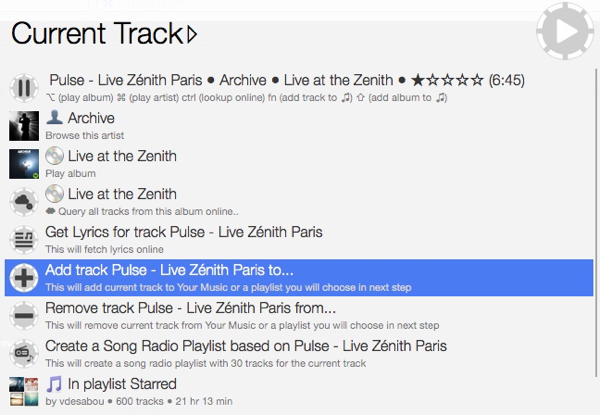 Current Track▷
Pulse - Live Zénith Paris ● Archive ● Live at the Zenith ● ★☆☆☆☆ (6:45)
⌥ (play album) ⌘ (play artist) ctrl (lookup online) fn (add track to ♫) ⇧ (add album to ♫)
👤 Archive
Browse this artist
💿 Live at the Zenith
Play album
💿 Live at the Zenith
☁ Query all tracks from this album online..
Get Lyrics for track Pulse - Live Zénith Paris
This will fetch lyrics online
Add track Pulse - Live Zénith Paris to...
This will add current track to Your Music or a playlist you will choose in next step
Remove track Pulse - Live Zénith Paris from...
This will remove current track from Your Music or a playlist you will choose in next step
Create a Song Radio Playlist based on Pulse - Live Zénith Paris
This will create a song radio playlist with 30 tracks for the current track
🎵 In playlist Starred
by vdesabou ● 600 tracks ● 21 hr 13 min